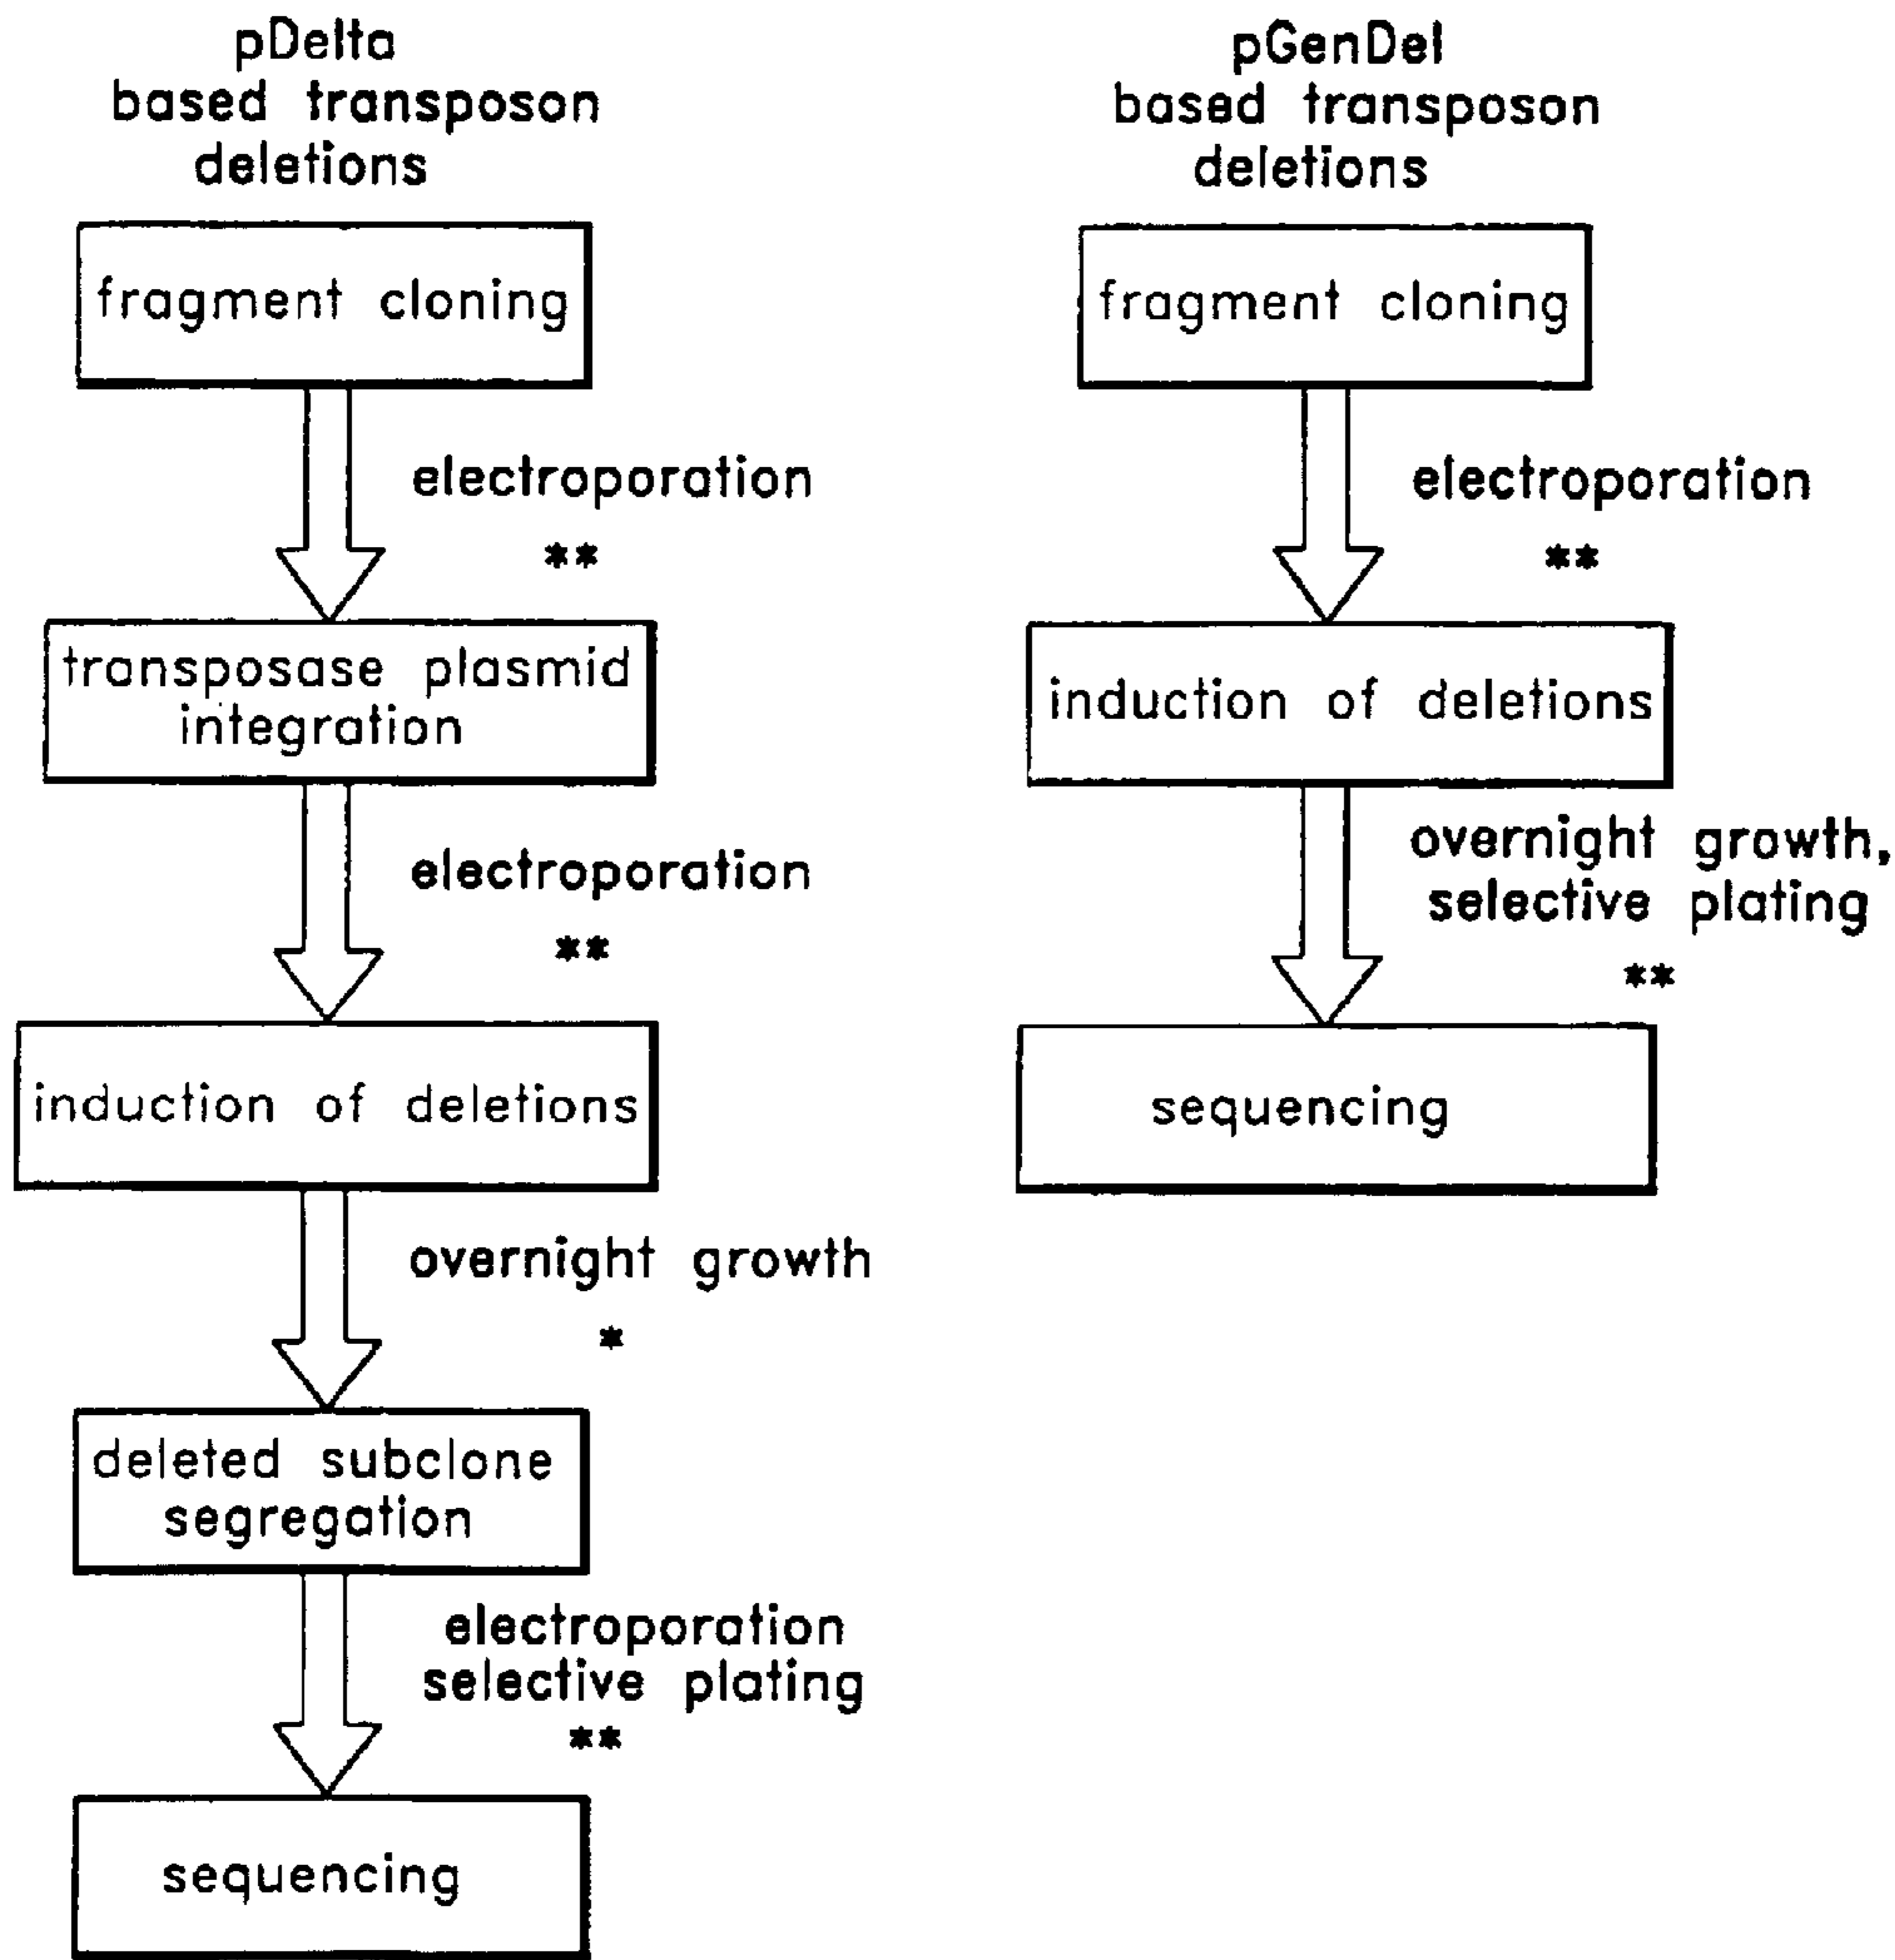 pDelta
based transposon
deletions
fragment cloning
electroporation
**
transposase plasmid
integration
electroporation
**
induction of deletions
overnight growth
*
deleted subclone
segregation
electroporation
selective plating
**
sequencing
pGenDel
based transposon
deletions
fragment cloning
electroporation
**
induction of deletions
overnight growth,
selective plating
**
sequencing